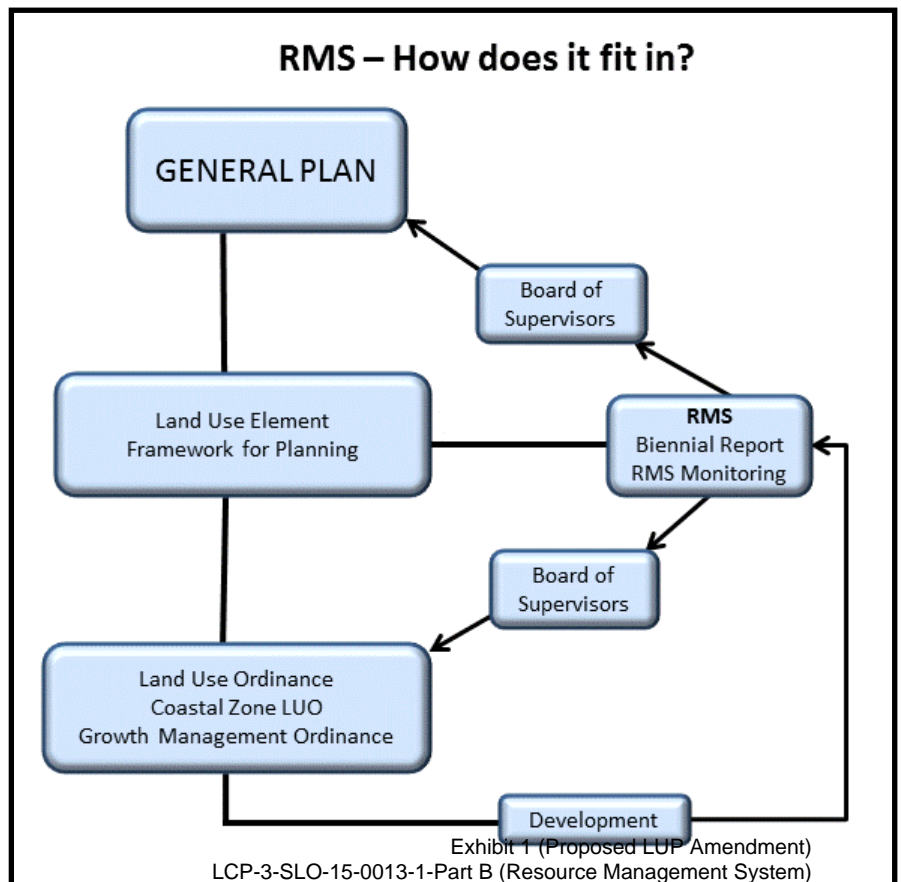 RMS – How does it fit in?
GENERAL PLAN
Board of
Supervisors
Land Use Element
Framework for Planning
RMS
Biennial Report
RMS Monitoring
Board of
Supervisors
Land Use Ordinance
Coastal Zone LUO
Growth Management Ordinance
Development
Exhibit 1 (Proposed LUP Amendment)
LCP-3-SLO-15-0013-1-Part B (Resource Management System)